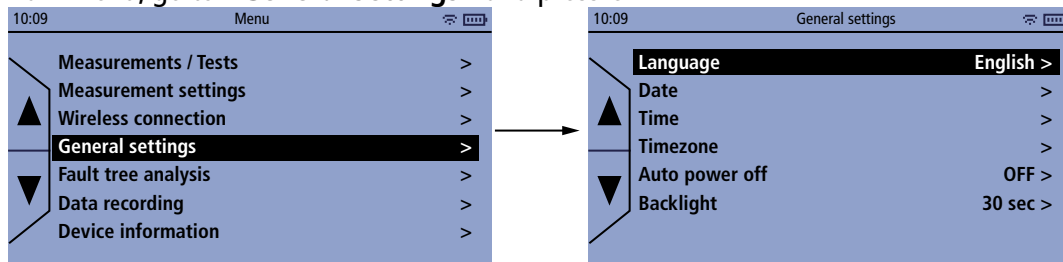 10:09 Menu
Measurements / Tests >
Measurement settings >
Wireless connection >
General settings >
Fault tree analysis >
Data recording >
Device information >
10:09 General settings
Language English >
Date >
Time >
Timezone >
Auto power off OFF >
Backlight 30 sec >